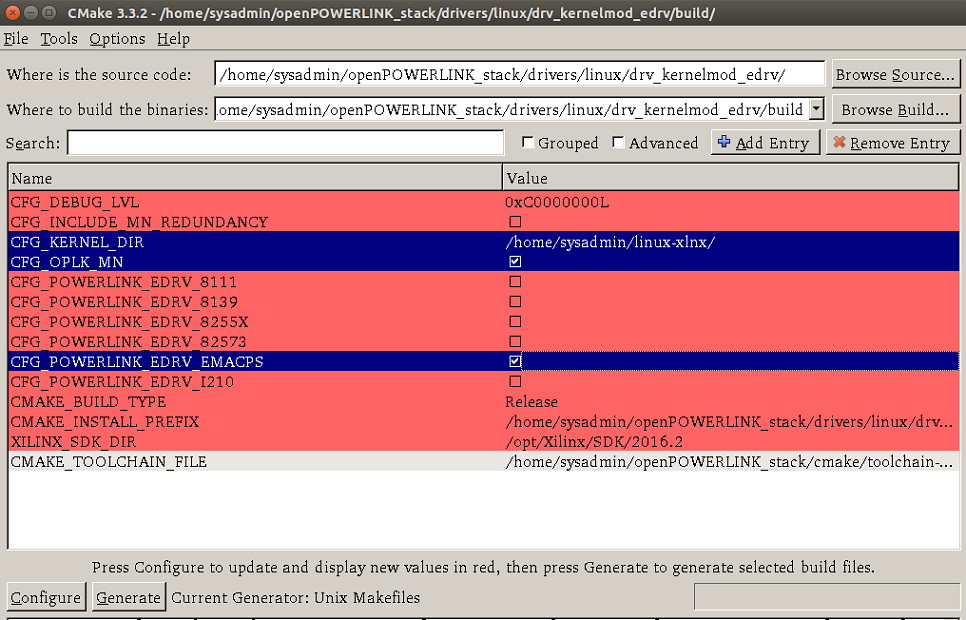 CMake 3.3.2 - /home/sysadmin/openPOWERLINK_stack/drivers/linux/drv_kernelmod_edrv/build/
File Tools Options Help
Where is the source code: /home/sysadmin/openPOWERLINK_stack/drivers/linux/drv_kernelmod_edrv/ Browse Source...
Where to build the binaries: ome/sysadmin/openPOWERLINK_stack/drivers/linux/drv_kernelmod_edrv/build Browse Build...
Search: Grouped Advanced Add Entry Remove Entry
Name Value
CFG_DEBUG_LVL 0xC0000000L
CFG_INCLUDE_MN_REDUNDANCY
CFG_KERNEL_DIR /home/sysadmin/linux-xlnx/
CFG_OPLK_MN
CFG_POWERLINK_EDRV_8111
CFG_POWERLINK_EDRV_8139
CFG_POWERLINK_EDRV_8255X
CFG_POWERLINK_EDRV_82573
CFG_POWERLINK_EDRV_EMACPS
CFG_POWERLINK_EDRV_I210
CMAKE_BUILD_TYPE Release
CMAKE_INSTALL_PREFIX /home/sysadmin/openPOWERLINK_stack/drivers/linux/drv...
XILINX_SDK_DIR /opt/Xilinx/SDK/2016.2
CMAKE_TOOLCHAIN_FILE /home/sysadmin/openPOWERLINK_stack/cmake/toolchain-...
Press Configure to update and display new values in red, then press Generate to generate selected build files.
Configure Generate Current Generator: Unix Makefiles